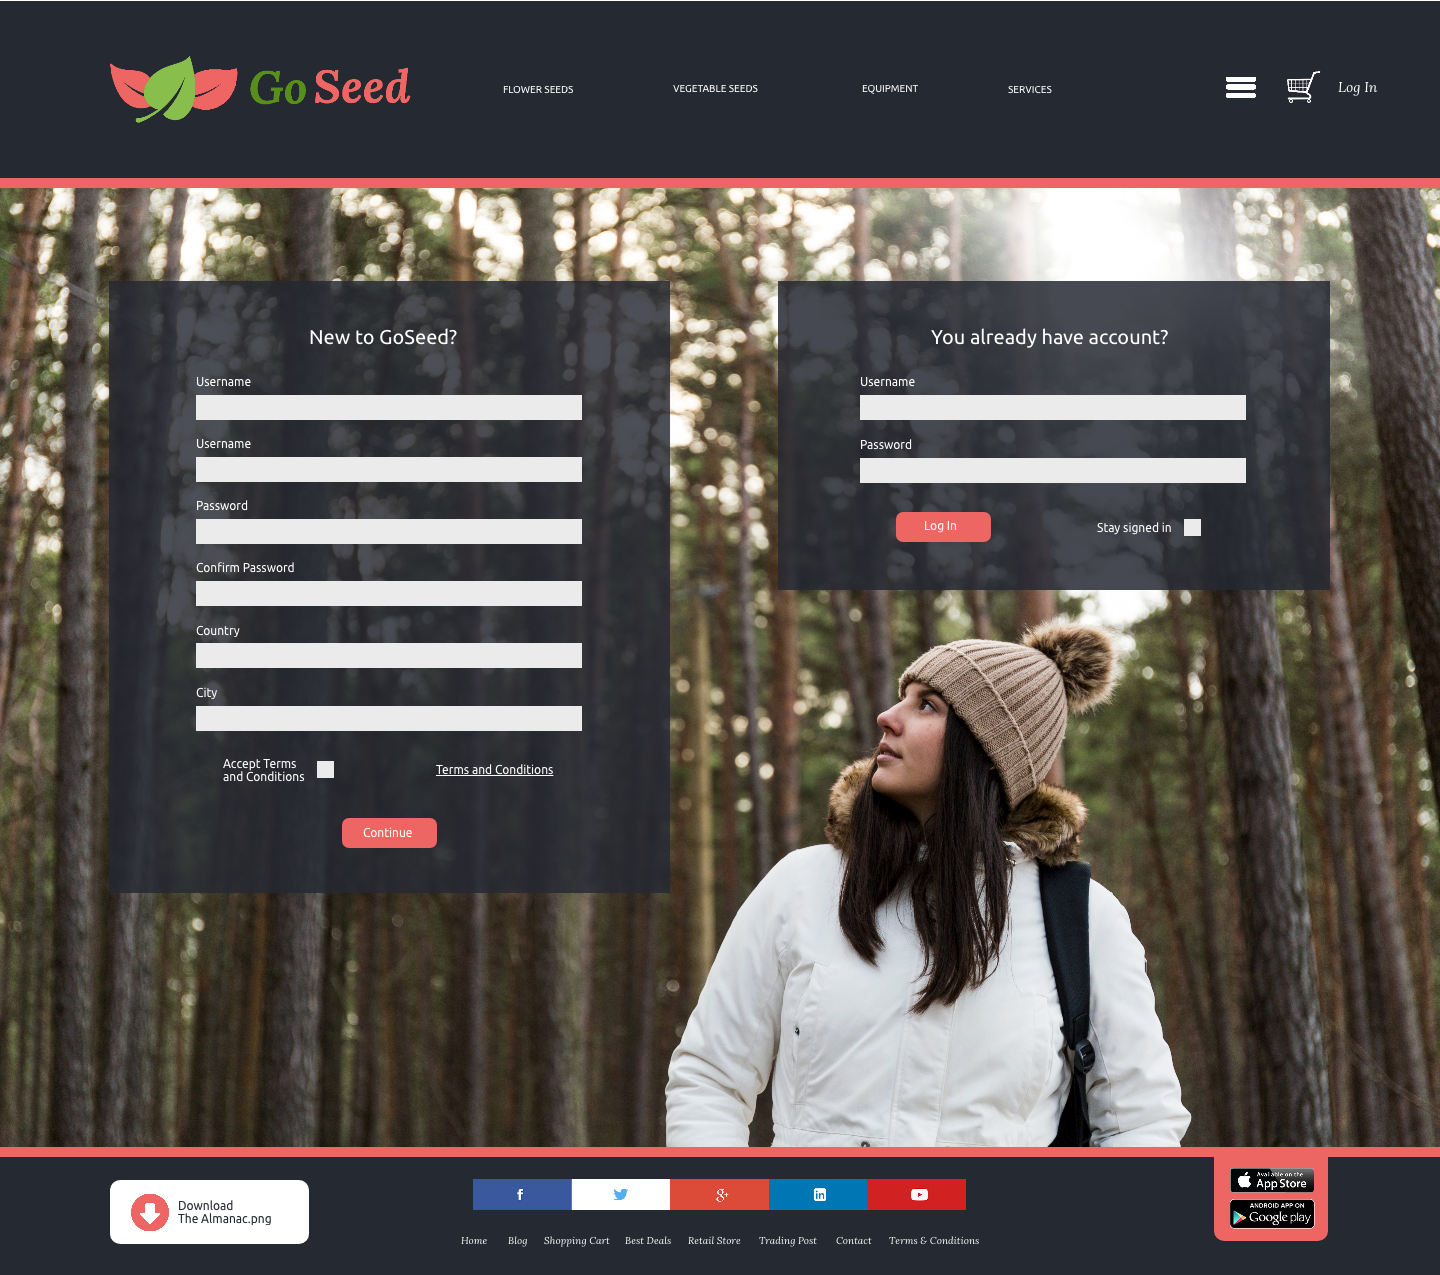 Go Seed
FLOWER SEEDS
VEGETABLE SEEDS
EQUIPMENT
SERVICES
Log In
New to GoSeed?
Username
Username
Password
Confirm Password
Country
City
Accept Terms
and Conditions
Terms and Conditions
Continue
You already have account?
Username
Password
Log In
Stay signed in
Download
The Almanac.png
f
g+
in
Home
Blog
Shopping Cart
Best Deals
Retail Store
Trading Post
Contact
Terms & Conditions
Available on the
App Store
ANDROID APP ON
Google play